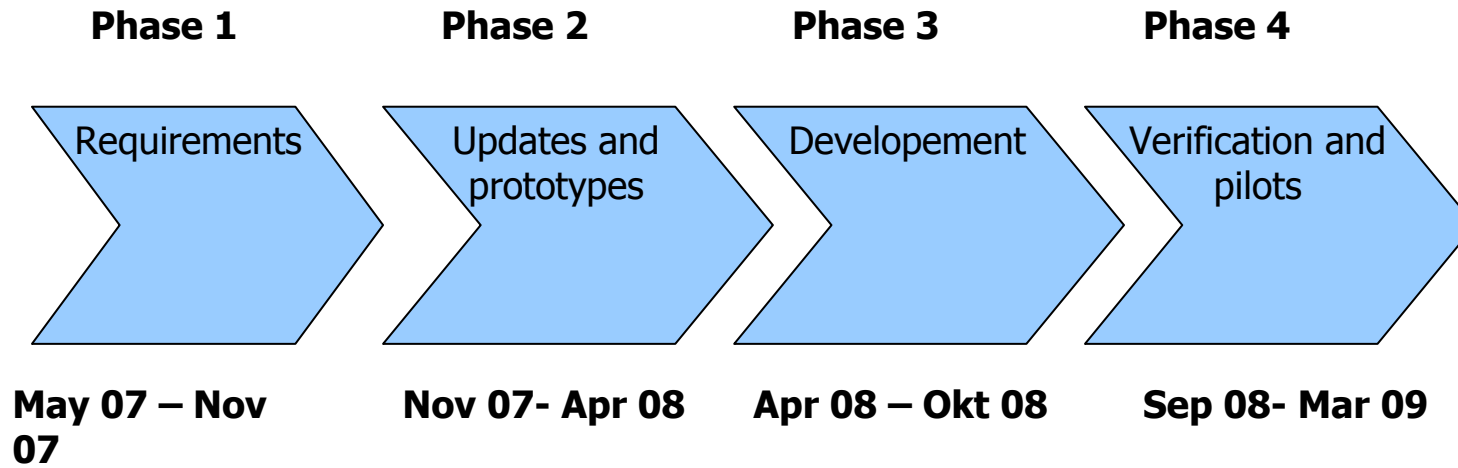 Phase 1
Phase 2
Phase 3
Phase 4
Requirements
Updates and
prototypes
Developement
Verification and
pilots
May 07 – Nov
07
Nov 07- Apr 08
Apr 08 – Okt 08
Sep 08- Mar 09